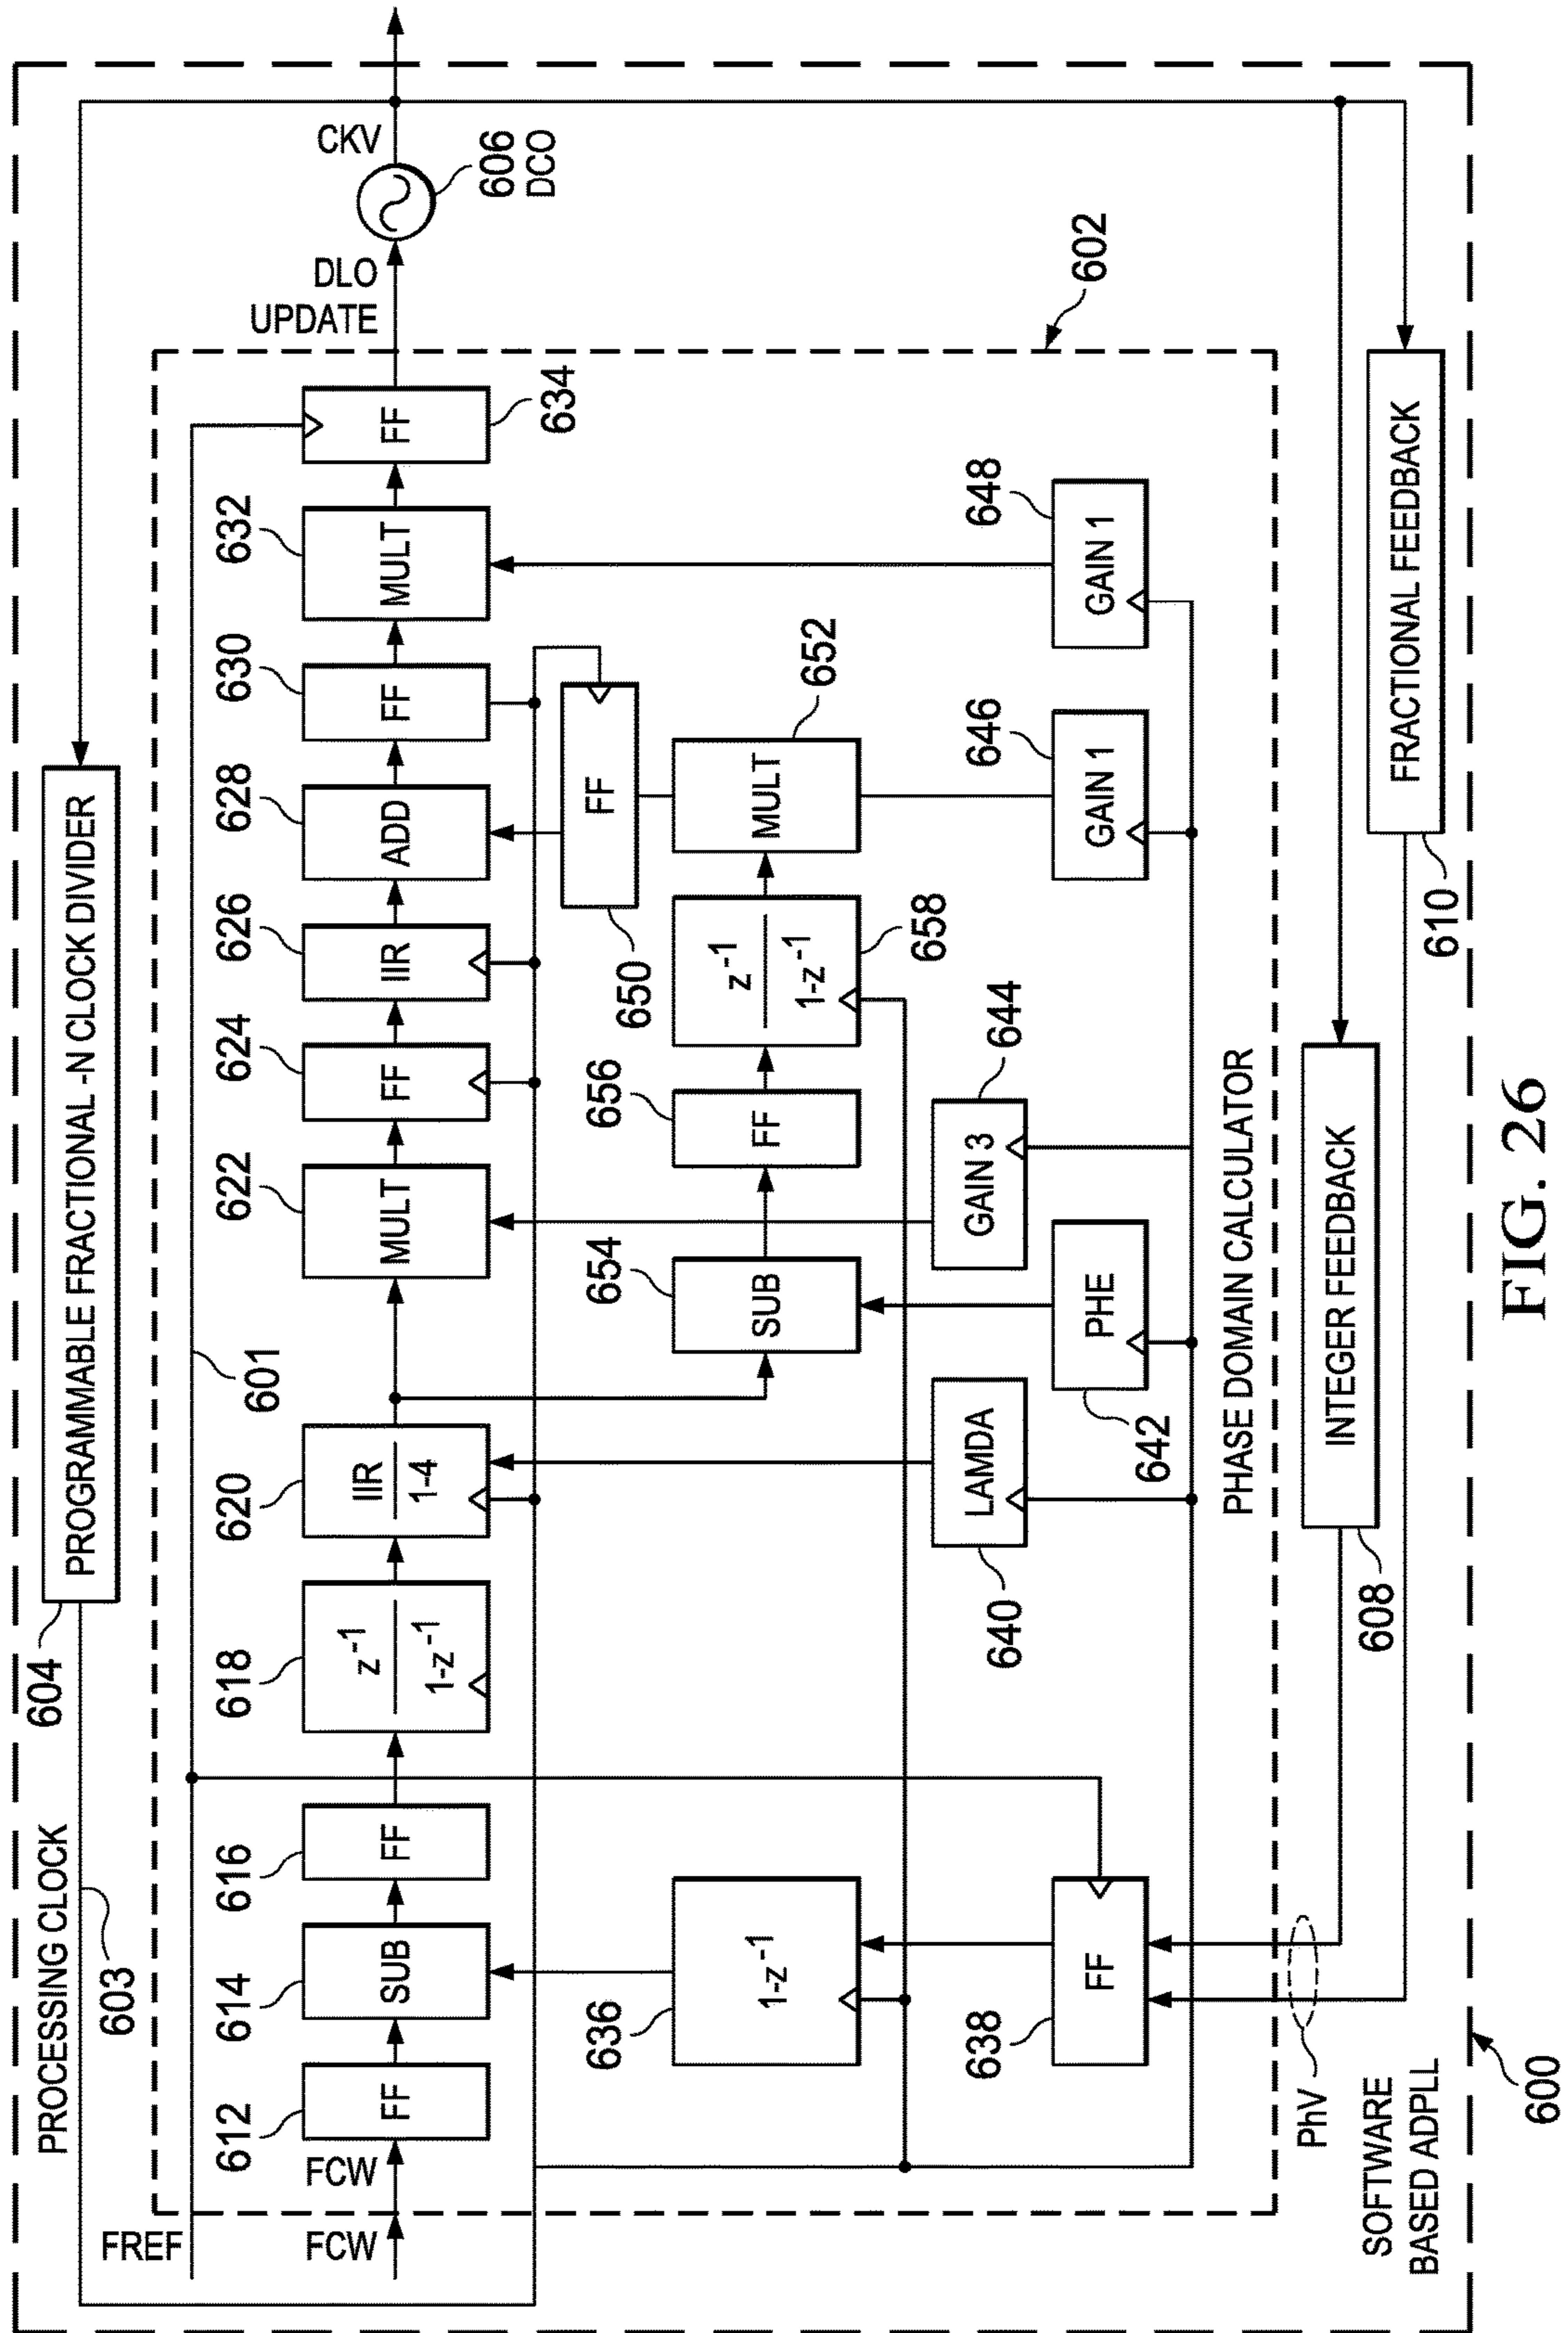 PROCESSING CLOCK
603
604
PROGRAMMABLE FRACTIONAL -N CLOCK DIVIDER
FREF
601
FCW
FCW
612
FF
614
SUB
616
FF
618
z⁻¹
1-z⁻¹
620
IIR
1-4
622
MULT
624
FF
626
IIR
628
ADD
630
FF
632
MULT
634
FF
DLO
UPDATE
CKV
606
DCO
602
636
1-z⁻¹
654
SUB
656
FF
658
z⁻¹
1-z⁻¹
650
FF
652
MULT
638
FF
640
LAMDA
642
PHE
644
GAIN 3
646
GAIN 1
648
GAIN 1
PHASE DOMAIN CALCULATOR
PhV
608
INTEGER FEEDBACK
610
FRACTIONAL FEEDBACK
SOFTWARE
BASED ADPLL
600
FIG. 26